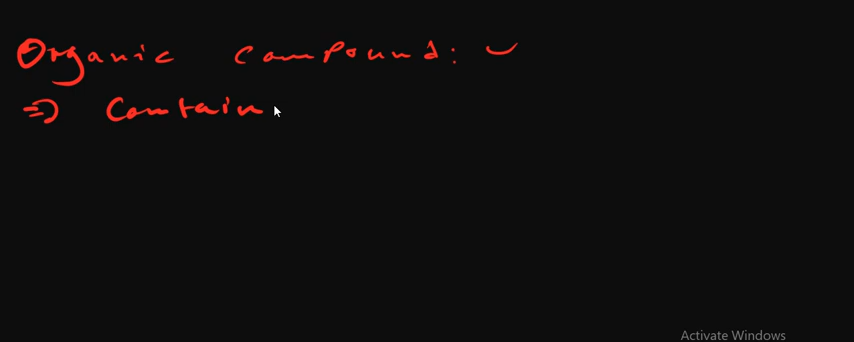 Organic Compound: -
⇒ Contain
Activate Windows